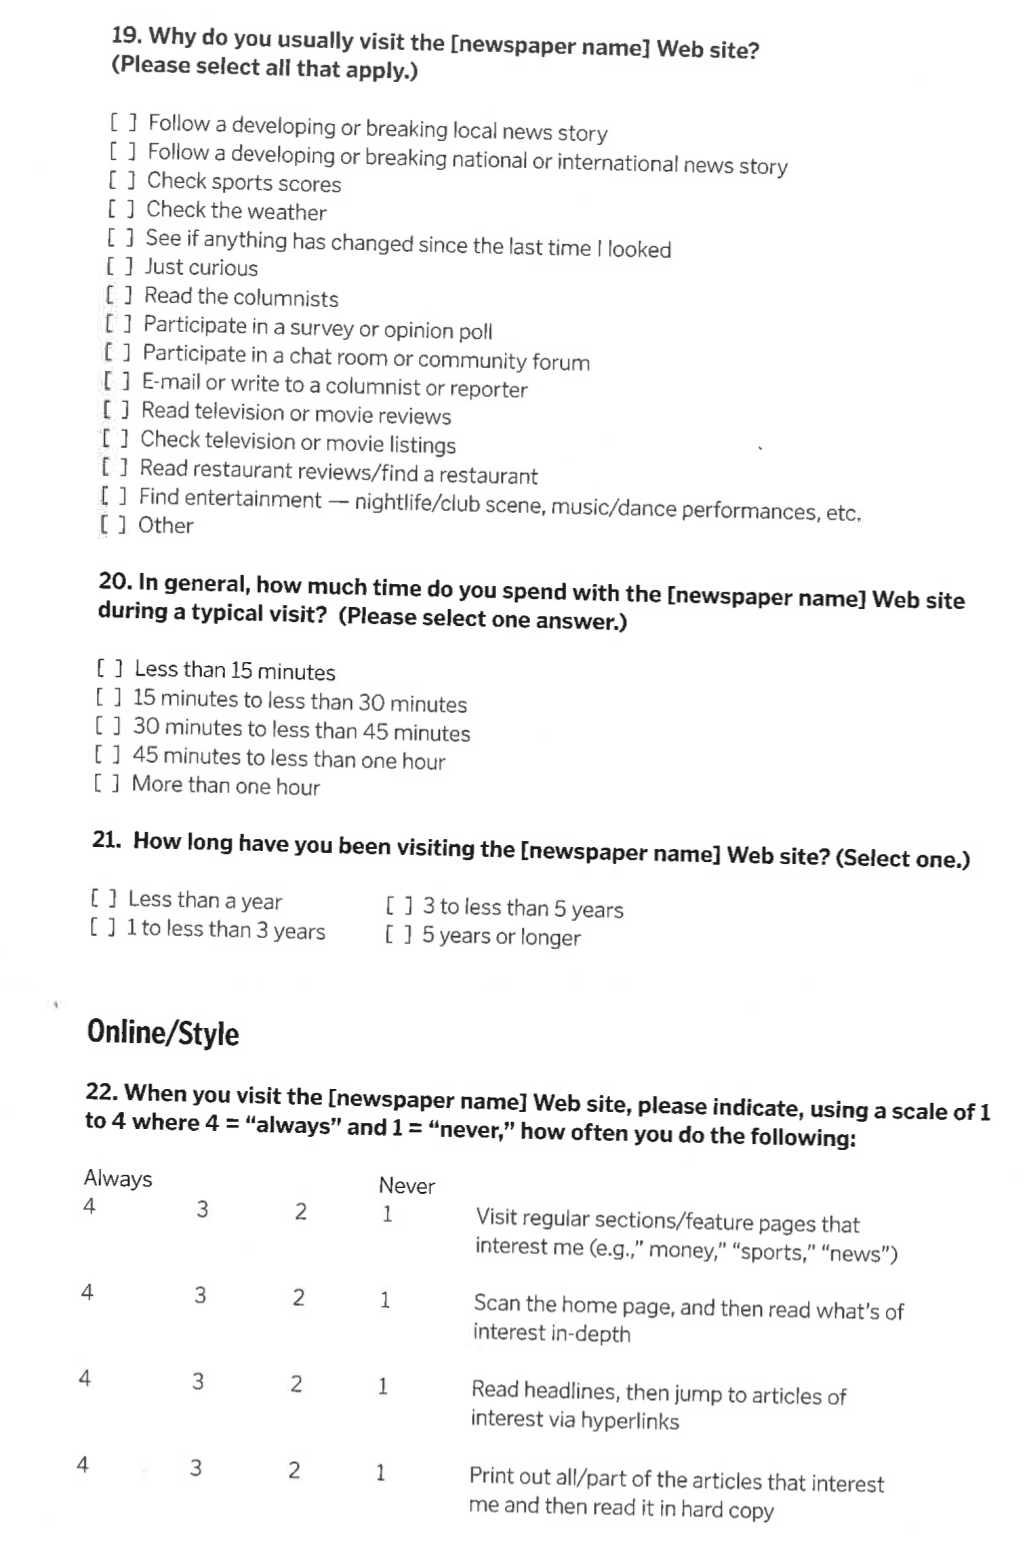 19. Why do you usually visit the [newspaper name] Web site?
(Please select all that apply.)
[ ] Follow a developing or breaking local news story
[ ] Follow a developing or breaking national or international news story
[ ] Check sports scores
[ ] Check the weather
[ ] See if anything has changed since the last time I looked
[ ] Just curious
[ ] Read the columnists
[ ] Participate in a survey or opinion poll
[ ] Participate in a chat room or community forum
[ ] E-mail or write to a columnist or reporter
[ ] Read television or movie reviews
[ ] Check television or movie listings
[ ] Read restaurant reviews/find a restaurant
[ ] Find entertainment — nightlife/club scene, music/dance performances, etc.
[ ] Other
20. In general, how much time do you spend with the [newspaper name] Web site
during a typical visit? (Please select one answer.)
[ ] Less than 15 minutes
[ ] 15 minutes to less than 30 minutes
[ ] 30 minutes to less than 45 minutes
[ ] 45 minutes to less than one hour
[ ] More than one hour
21. How long have you been visiting the [newspaper name] Web site? (Select one.)
[ ] Less than a year [ ] 3 to less than 5 years
[ ] 1 to less than 3 years [ ] 5 years or longer
Online/Style
22. When you visit the [newspaper name] Web site, please indicate, using a scale of 1
to 4 where 4 = “always” and 1 = “never,” how often you do the following:
Always Never
4 3 2 1 Visit regular sections/feature pages that
interest me (e.g.,” money,” “sports,” “news”)
4 3 2 1 Scan the home page, and then read what's of
interest in-depth
4 3 2 1 Read headlines, then jump to articles of
interest via hyperlinks
4 3 2 1 Print out all/part of the articles that interest
me and then read it in hard copy